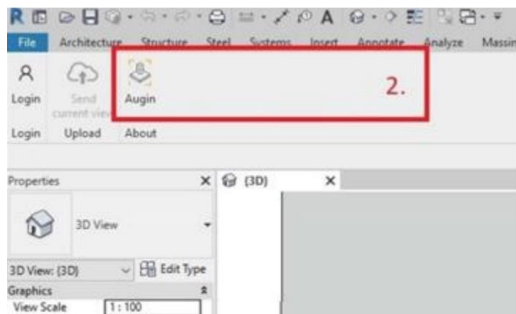 File Architecture Structure Steel Systems Insert Annotate Analyze Massin
2.
Login Send current view Augin
Login Upload About
Properties X {3D} X
3D View
3D View: {3D} Edit Type
Graphics
View Scale 1 : 100